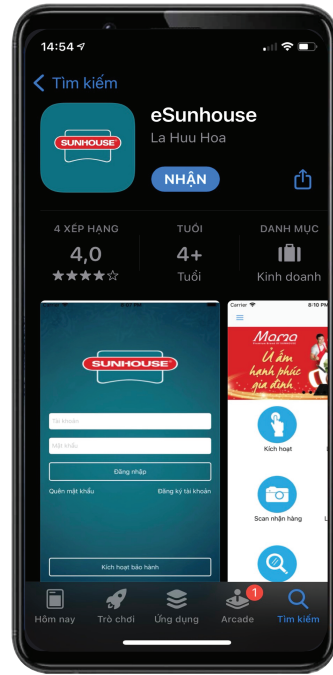 14:54
Tìm kiếm
SUNHOUSE
eSunhouse
La Huu Hoa
NHẬN
4 XẾP HẠNG
TUỔI
DANH MỤC
4,0
4+
Tuổi
Kinh doanh
8:01 PM
SUNHOUSE
Tài khoản
Mật khẩu
Đăng nhập
Quên mật khẩu
Đăng ký tài khoản
Kích hoạt bảo hành
Carrier
8:10 PM
Mama
Ủ ấm
hạnh phúc
gia đình
Kích hoạt
Scan nhận hàng
Hôm nay
Trò chơi
Ứng dụng
Arcade
1
Tìm kiếm